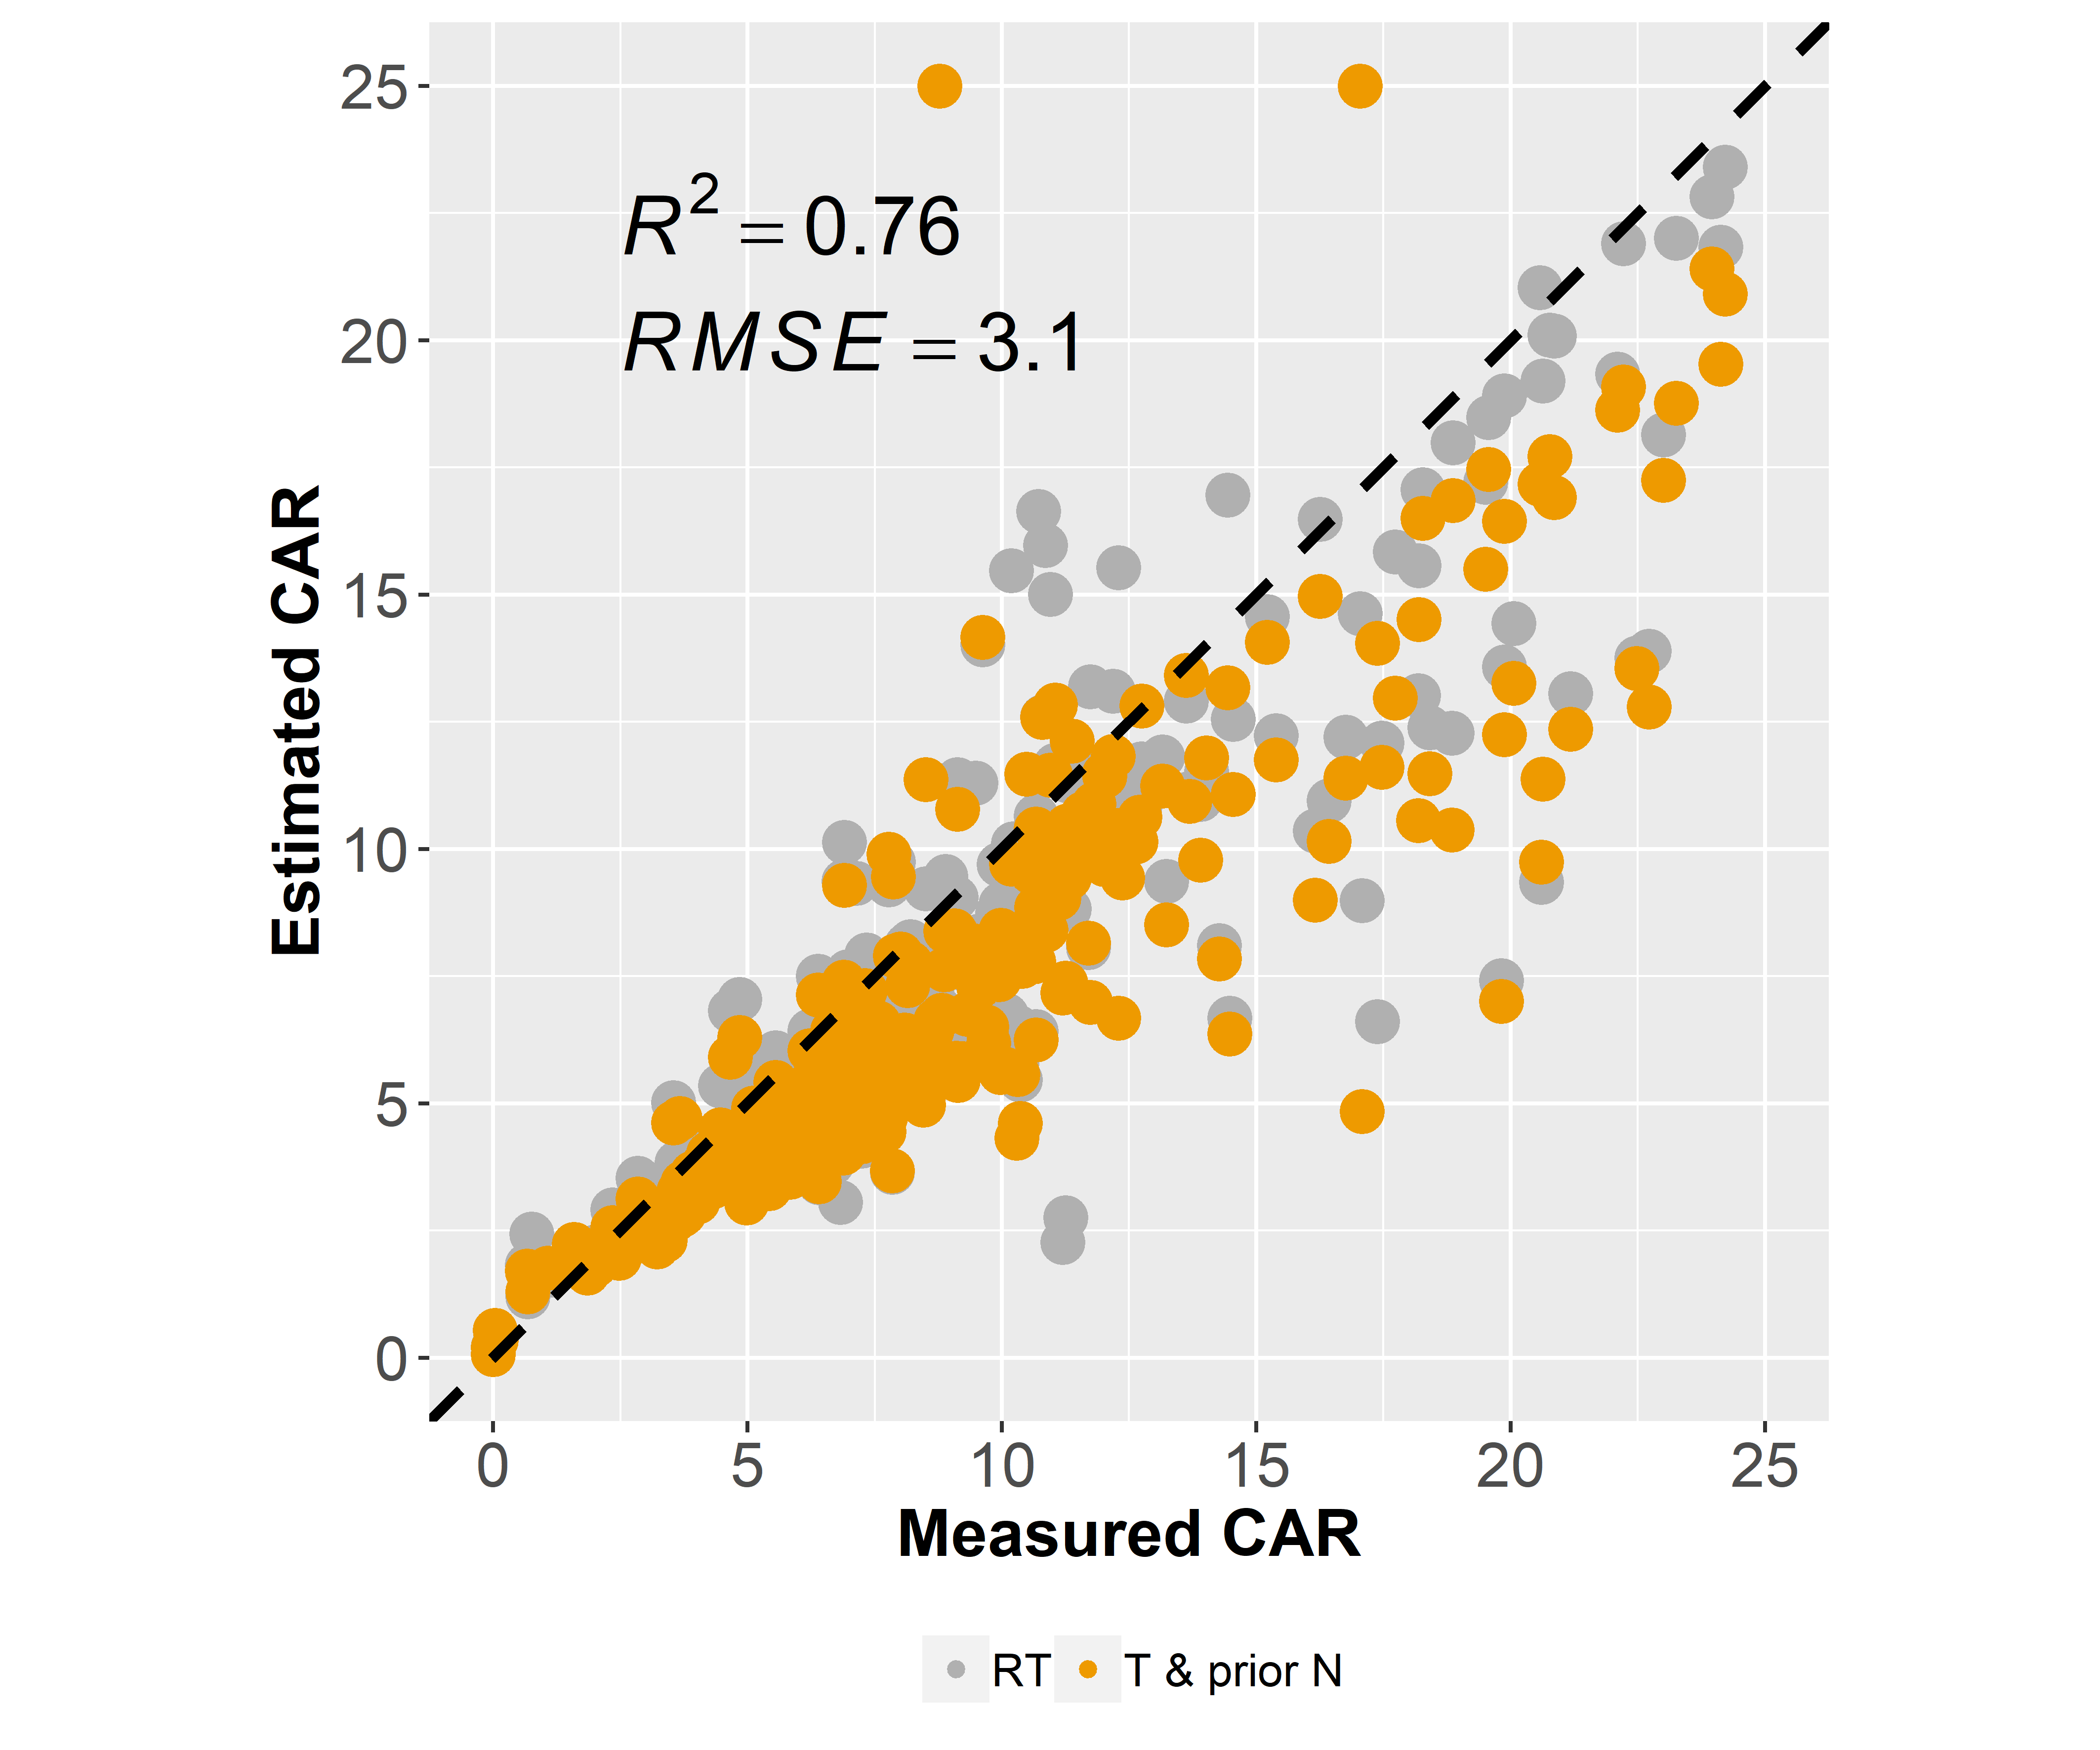 25
20
15
10
5
0
Estimated CAR
R² = 0.76
RMSE = 3.1
0 5 10 15 20 25
Measured CAR
RT T & prior N